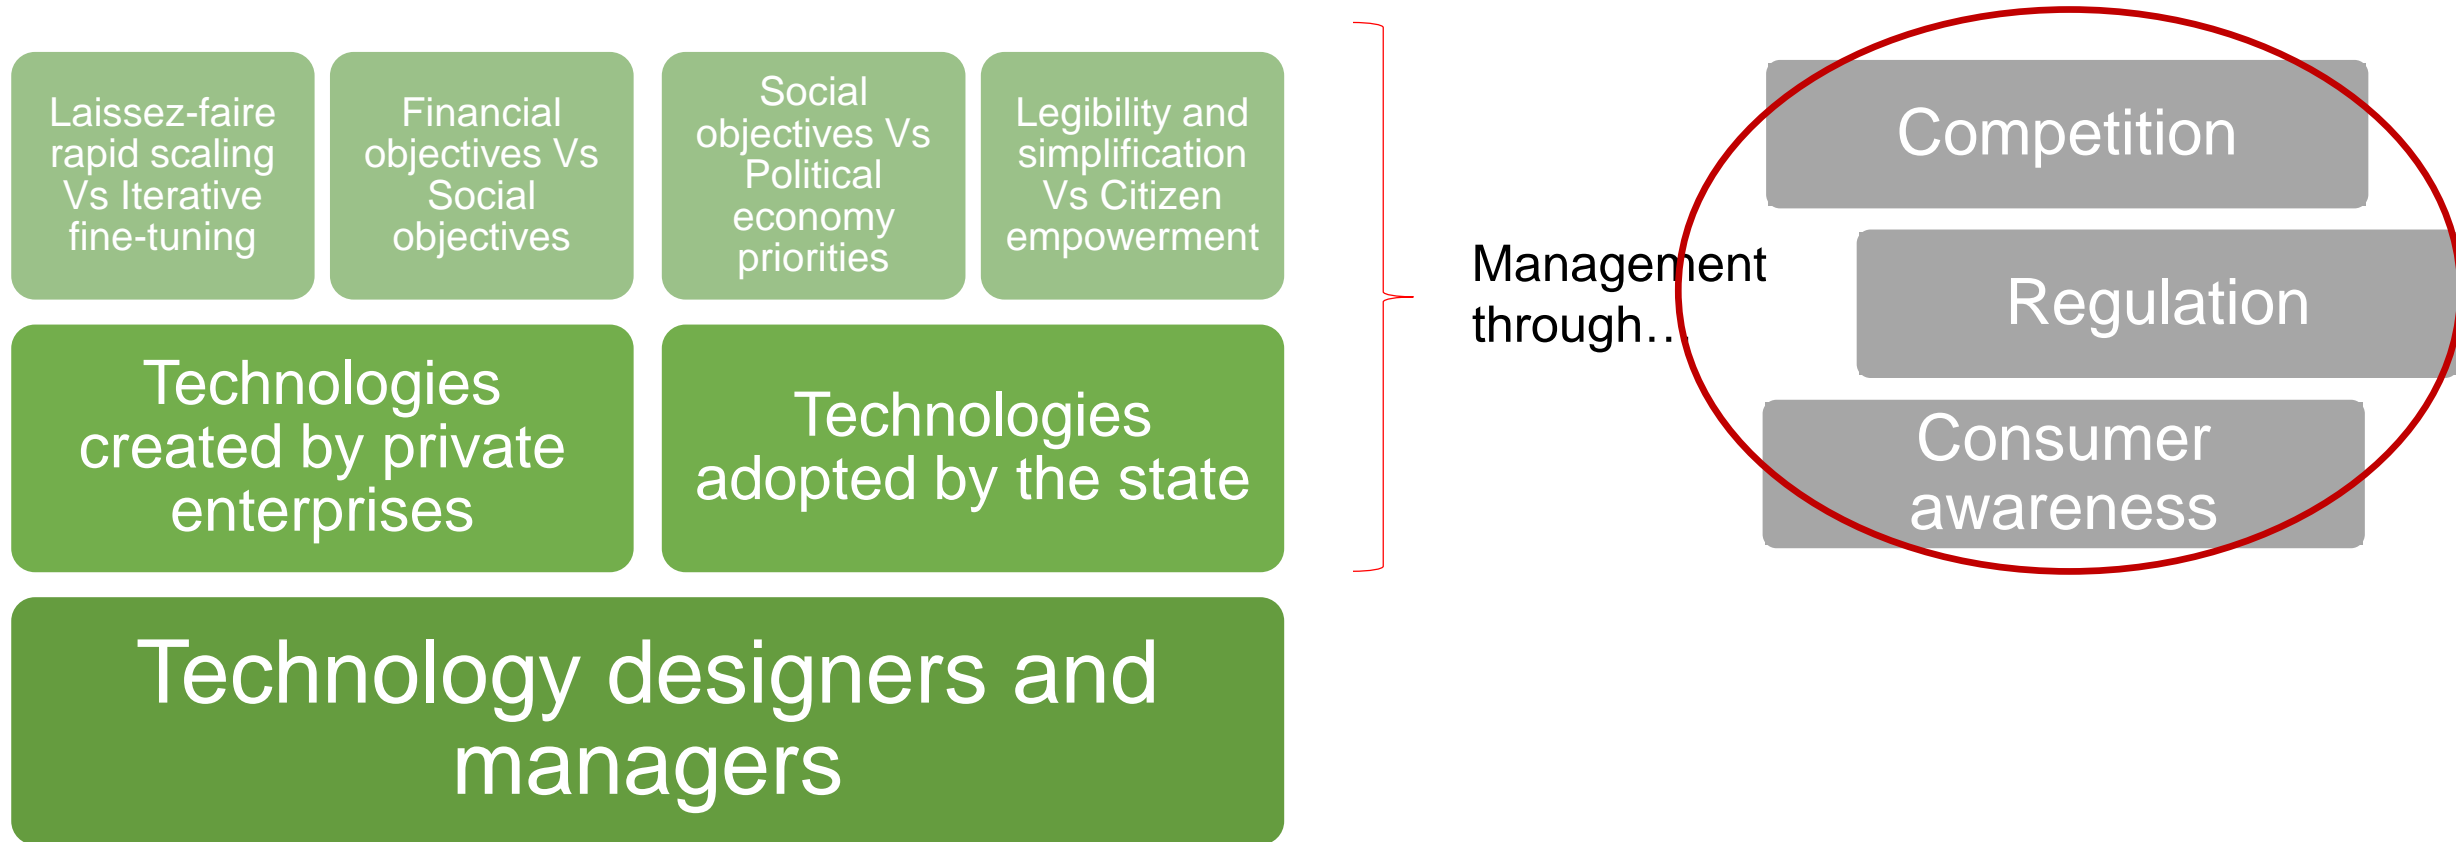 Laissez-faire
rapid scaling
Vs Iterative
fine-tuning
Financial
objectives Vs
Social
objectives
Social
objectives Vs
Political
economy
priorities
Legibility and
simplification
Vs Citizen
empowerment
Technologies
created by private
enterprises
Technologies
adopted by the state
Technology designers and
managers
Management
through…
Competition
Regulation
Consumer
awareness